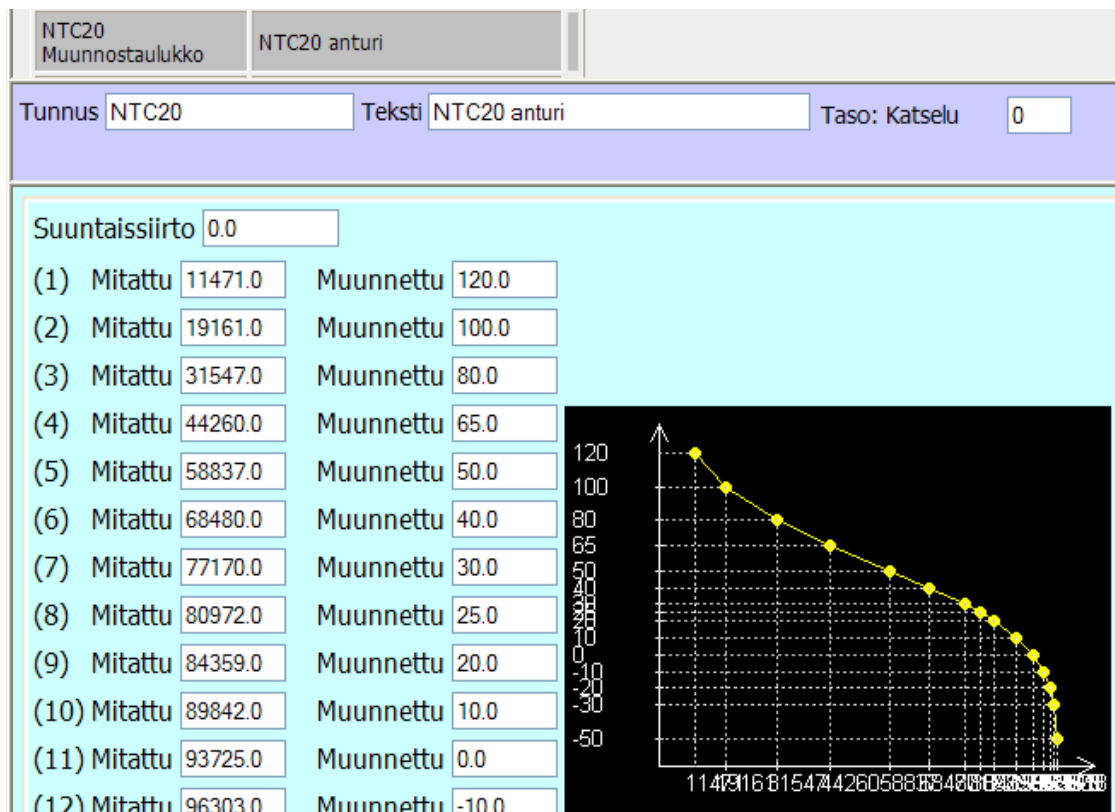 NTC20
Muunnostaulukko
NTC20 anturi
Tunnus NTC20 Teksti NTC20 anturi Taso: Katselu 0
Suuntaissiirto 0.0
(1) Mitattu 11471.0 Muunnettu 120.0
(2) Mitattu 19161.0 Muunnettu 100.0
(3) Mitattu 31547.0 Muunnettu 80.0
(4) Mitattu 44260.0 Muunnettu 65.0
(5) Mitattu 58837.0 Muunnettu 50.0
(6) Mitattu 68480.0 Muunnettu 40.0
(7) Mitattu 77170.0 Muunnettu 30.0
(8) Mitattu 80972.0 Muunnettu 25.0
(9) Mitattu 84359.0 Muunnettu 20.0
(10) Mitattu 89842.0 Muunnettu 10.0
(11) Mitattu 93725.0 Muunnettu 0.0
(12) Mitattu 96303.0 Muunnettu -10.0
120
100
80
65
50
40
10
0
-10
-20
-30
-50